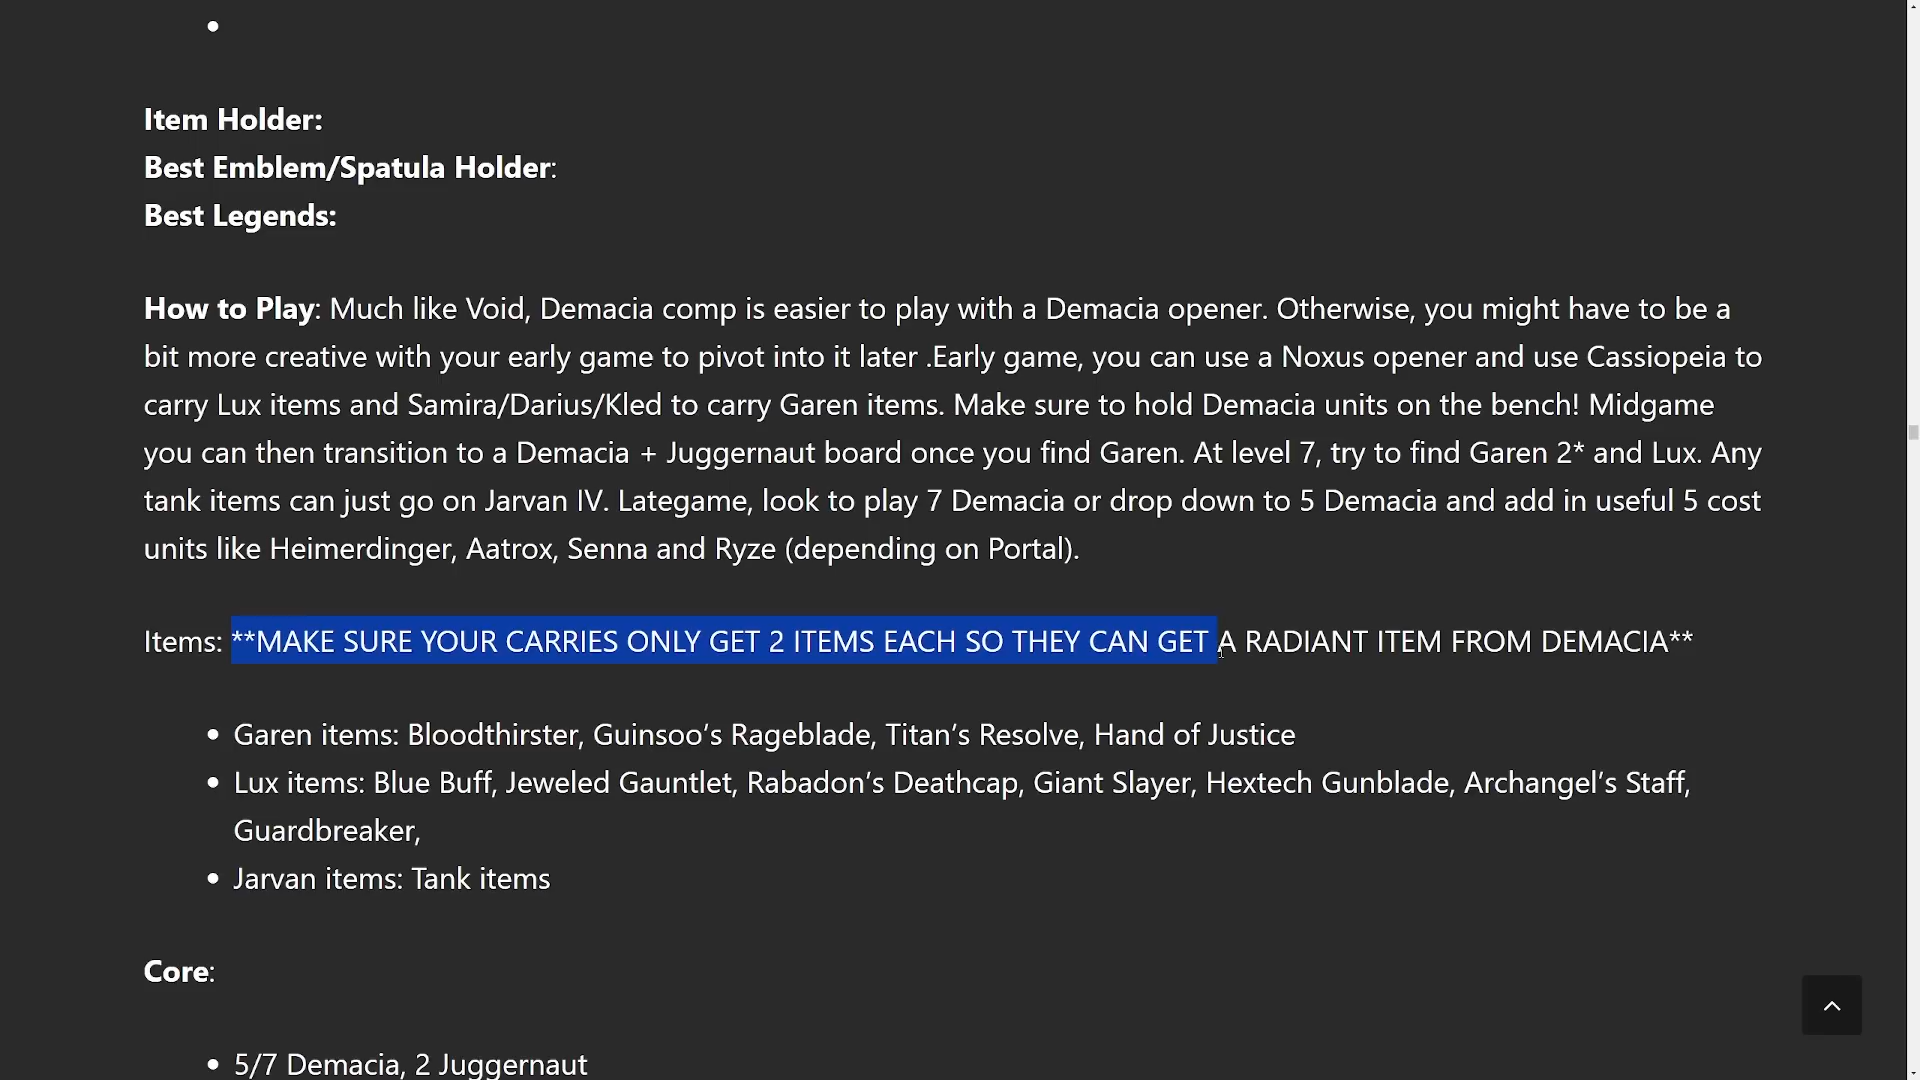 Item Holder:
Best Emblem/Spatula Holder:
Best Legends:
How to Play: Much like Void, Demacia comp is easier to play with a Demacia opener. Otherwise, you might have to be a
bit more creative with your early game to pivot into it later .Early game, you can use a Noxus opener and use Cassiopeia to
carry Lux items and Samira/Darius/Kled to carry Garen items. Make sure to hold Demacia units on the bench! Midgame
you can then transition to a Demacia + Juggernaut board once you find Garen. At level 7, try to find Garen 2* and Lux. Any
tank items can just go on Jarvan IV. Lategame, look to play 7 Demacia or drop down to 5 Demacia and add in useful 5 cost
units like Heimerdinger, Aatrox, Senna and Ryze (depending on Portal).
Items: **MAKE SURE YOUR CARRIES ONLY GET 2 ITEMS EACH SO THEY CAN GET A RADIANT ITEM FROM DEMACIA**
• Garen items: Bloodthirster, Guinsoo’s Rageblade, Titan’s Resolve, Hand of Justice
• Lux items: Blue Buff, Jeweled Gauntlet, Rabadon’s Deathcap, Giant Slayer, Hextech Gunblade, Archangel’s Staff,
Guardbreaker,
• Jarvan items: Tank items
Core:
• 5/7 Demacia, 2 Juggernaut